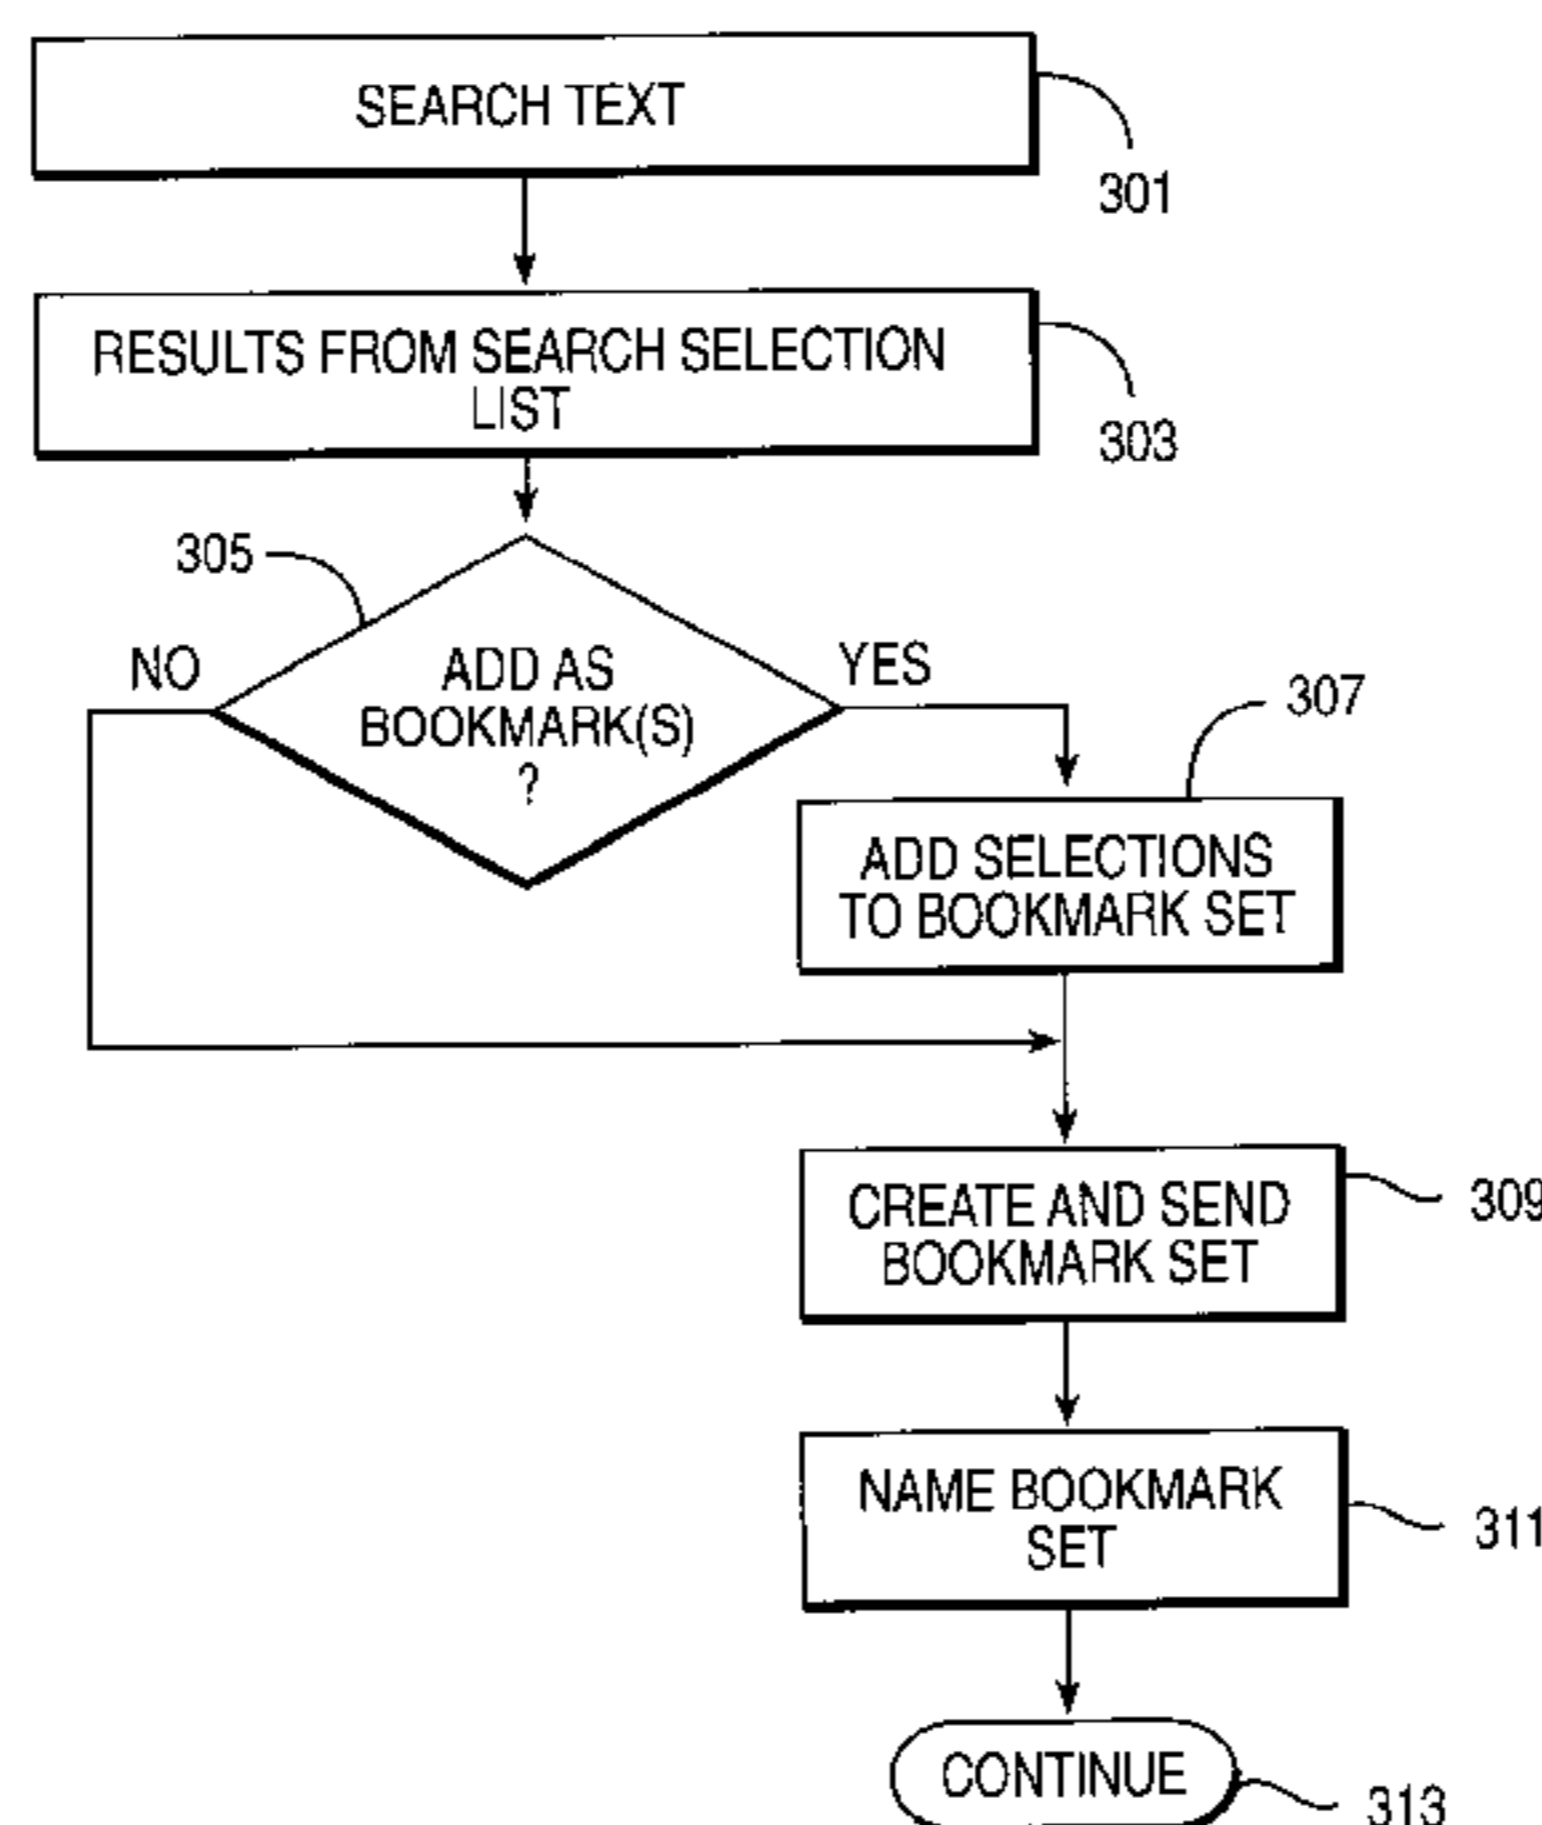 SEARCH TEXT
301
RESULTS FROM SEARCH SELECTION
LIST
303
305
NO
ADD AS
BOOKMARK(S)
?
YES
307
ADD SELECTIONS
TO BOOKMARK SET
CREATE AND SEND
BOOKMARK SET
309
NAME BOOKMARK
SET
311
CONTINUE
313